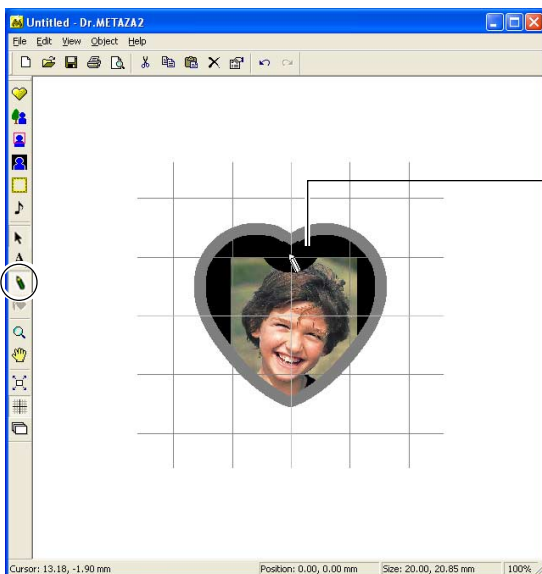 Untitled - Dr.METAZA2
File Edit View Object Help
A
Cursor: 13.18, -1.90 mm Position: 0.00, 0.00 mm Size: 20.00, 20.85 mm 100%